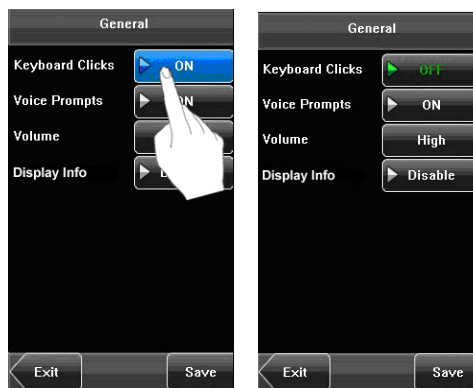 General
Keyboard Clicks ON
Voice Prompts
Volume
Display Info
Exit Save
General
Keyboard Clicks OFF
Voice Prompts ON
Volume High
Display Info Disable
Exit Save